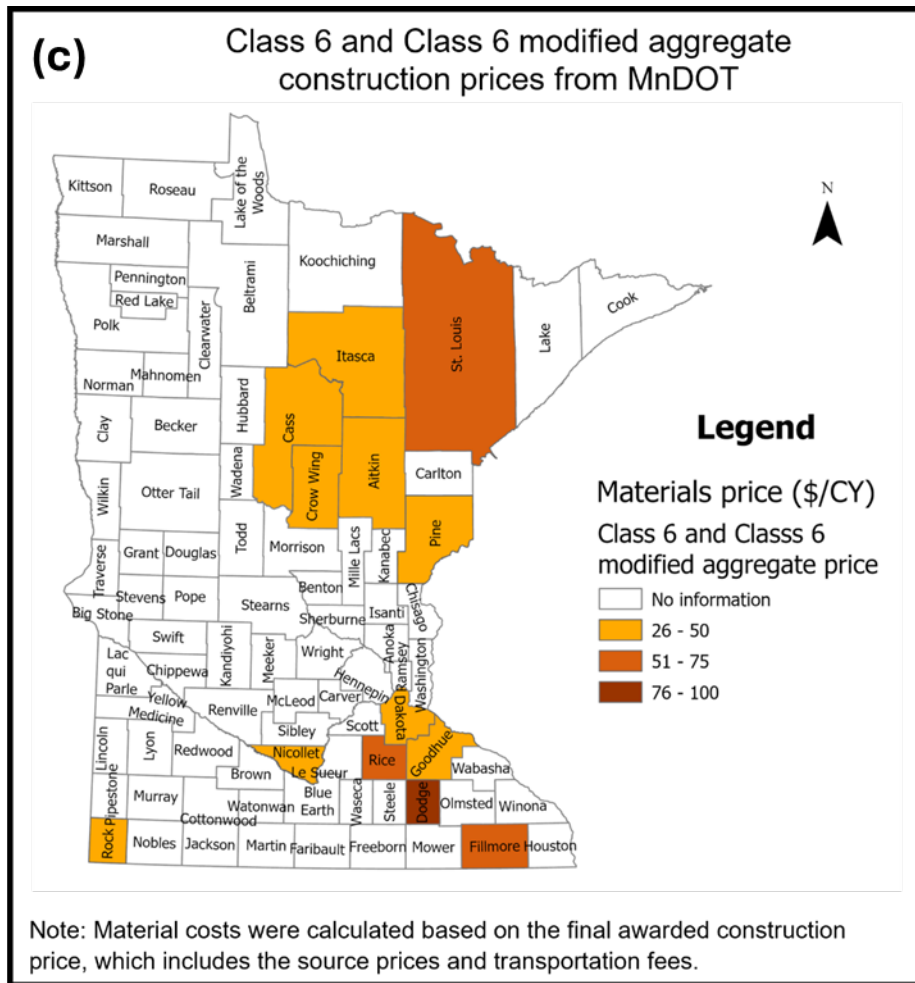 (c)
Class 6 and Class 6 modified aggregate
construction prices from MnDOT
N
Kittson
Roseau
Lake of the
Woods
Marshall
Koochiching
Beltrami
Pennington
Red Lake
Polk
Clearwater
Cook
Lake
St. Louis
Itasca
Norman
Mahnomen
Hubbard
Cass
Clay
Becker
Wadena
Crow Wing
Aitkin
Carlton
Wilkin
Otter Tail
Pine
Todd
Morrison
Mille Lacs
Kanabec
Traverse
Grant
Douglas
Benton
Chisago
Stevens
Pope
Stearns
Isanti
Big Stone
Sherburne
Anoka
Swift
Kandiyohi
Meeker
Wright
Ramsey
Washington
Lac
qui
Parle
Chippewa
Hennepin
Yellow
Medicine
Renville
McLeod
Carver
Dakota
Scott
Sibley
Lincoln
Lyon
Redwood
Nicollet
Le Sueur
Rice
Goodhue
Wabasha
Brown
Blue
Earth
Waseca
Steele
Dodge
Olmsted
Winona
Pipestone
Murray
Cottonwood
Watonwan
Rock
Nobles
Jackson
Martin
Faribault
Freeborn
Mower
Fillmore
Houston
Legend
Materials price ($/CY)
Class 6 and Classs 6
modified aggregate price
No information
26 - 50
51 - 75
76 - 100
Note: Material costs were calculated based on the final awarded construction
price, which includes the source prices and transportation fees.